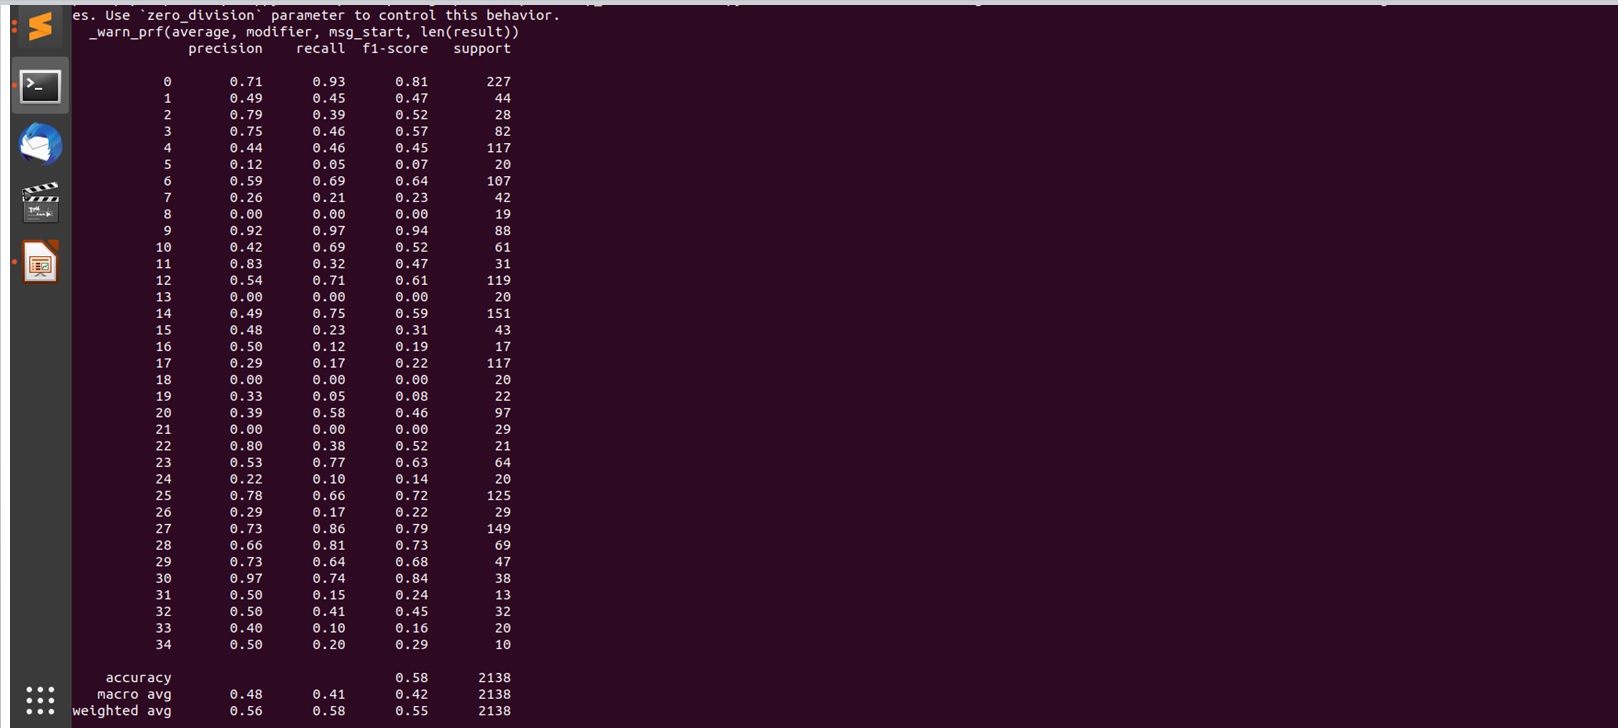 es. Use `zero_division` parameter to control this behavior.
_warn_prf(average, modifier, msg_start, len(result))
precision recall f1-score support
0 0.71 0.93 0.81 227
1 0.49 0.45 0.47 44
2 0.79 0.39 0.52 28
3 0.75 0.46 0.57 82
4 0.44 0.46 0.45 117
5 0.12 0.05 0.07 20
6 0.59 0.69 0.64 107
7 0.26 0.21 0.23 42
8 0.00 0.00 0.00 19
9 0.92 0.97 0.94 88
10 0.42 0.69 0.52 61
11 0.83 0.32 0.47 31
12 0.54 0.71 0.61 119
13 0.00 0.00 0.00 20
14 0.49 0.75 0.59 151
15 0.48 0.23 0.31 43
16 0.50 0.12 0.19 17
17 0.29 0.17 0.22 117
18 0.00 0.00 0.00 20
19 0.33 0.05 0.08 22
20 0.39 0.58 0.46 97
21 0.00 0.00 0.00 29
22 0.80 0.38 0.52 21
23 0.53 0.77 0.63 64
24 0.22 0.10 0.14 20
25 0.78 0.66 0.72 125
26 0.29 0.17 0.22 29
27 0.73 0.86 0.79 149
28 0.66 0.81 0.73 69
29 0.73 0.64 0.68 47
30 0.97 0.74 0.84 38
31 0.50 0.15 0.24 13
32 0.50 0.41 0.45 32
33 0.40 0.10 0.16 20
34 0.50 0.20 0.29 10
accuracy 0.58 2138
macro avg 0.48 0.41 0.42 2138
weighted avg 0.56 0.58 0.55 2138